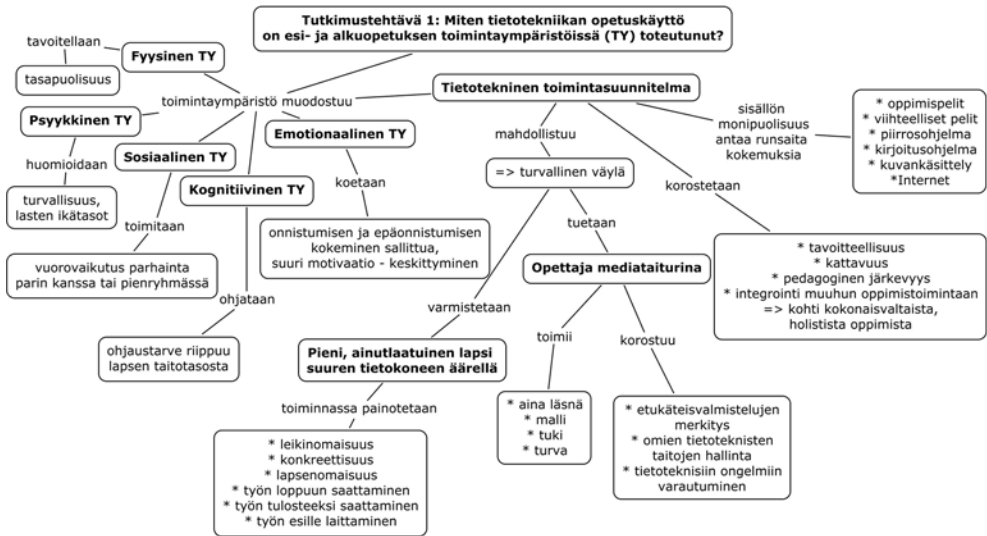 Tutkimustehtävä 1: Miten tietotekniikan opetuskäyttö
on esi- ja alkuopetuksen toimintaympäristöissä (TY) toteutunut?
tavoitellaan
Fyysinen TY
tasapuolisuus
toimintaympäristö muodostuu
Tietotekninen toimintasuunnitelma
Psyykkinen TY
huomioidaan
turvallisuus,
lasten ikätasot
Sosiaalinen TY
toimitaan
vuorovaikutus parhainta
parin kanssa tai pienryhmässä
Kognitiivinen TY
ohjataan
ohjaustarve riippuu
lapsen taitotasosta
Emotionaalinen TY
koetaan
onnistumisen ja epäonnistumisen
kokeminen sallittua,
suuri motivaatio - keskittyminen
mahdollistuu
=> turvallinen väylä
sisällön
monipuolisuus
antaa runsaita
kokemuksia
* oppimispelit
* viihteelliset pelit
* piirrosohjelma
* kirjoitusohjelma
* kuvankäsittely
*Internet
korostetaan
* tavoitteellisuus
* kattavuus
* pedagoginen järkevyys
* integrointi muuhun oppimistoimintaan
=> kohti kokonaisvaltaista,
holistista oppimista
tuetaan
Opettaja mediataiturina
toimii
* aina läsnä
* malli
* tuki
* turva
korostuu
* etukäteisvalmistelujen
merkitys
* omien tietoteknisten
taitojen hallinta
* tietoteknisiin ongelmiin
varautuminen
varmistetaan
Pieni, ainutlaatuinen lapsi
suuren tietokoneen äärellä
toiminnassa painotetaan
* leikinomaisuus
* konkreettisuus
* lapsenomaisuus
* työn loppuun saattaminen
* työn tulosteeksi saattaminen
* työn esille laittaminen